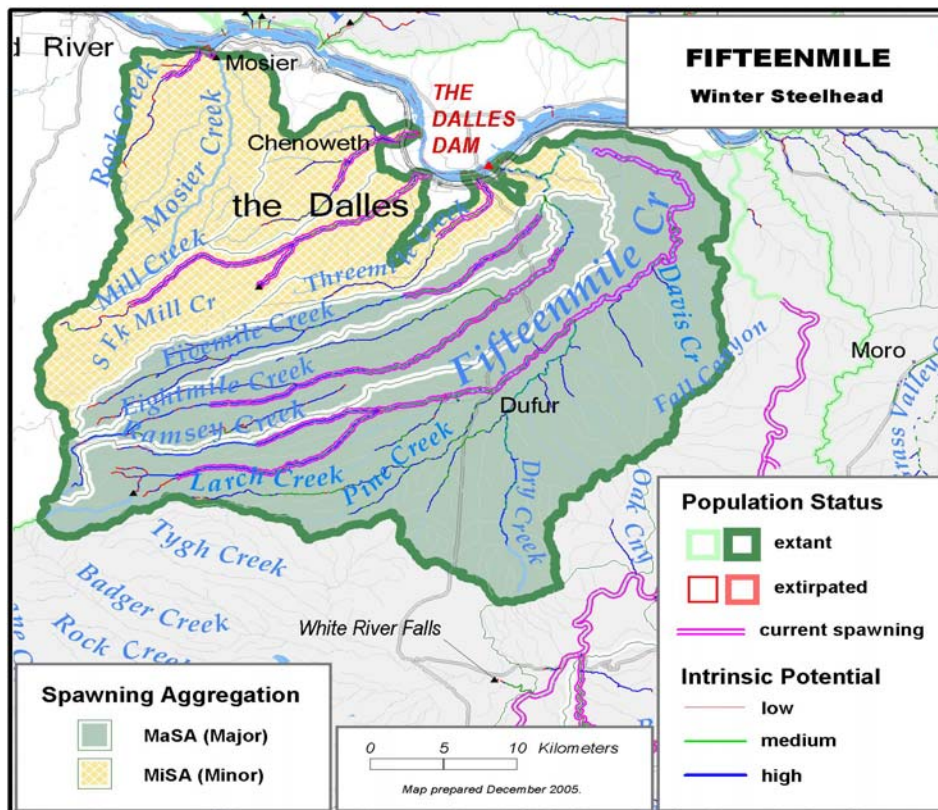 FIFTEENMILE
Winter Steelhead
d River
Mosier
THE
DALLES
DAM
Rock Creek
Chenoweth
Mosier Creek
the Dalles
Mill Creek
S Fk Mill Cr
Fivemile Creek
Eightmile Creek
Ramsey Creek
Fifteenmile Cr
Davis Cr
Fall Canyon
Moro
Valley
Dufur
Larch Creek
Pine Creek
Dry Creek
Oak Cny
Tygh Creek
Badger Creek
Rock Creek
White River Falls
Population Status
extant
extirpated
current spawning
Intrinsic Potential
low
medium
high
Spawning Aggregation
MaSA (Major)
MiSA (Minor)
0 5 10 Kilometers
Map prepared December 2005.